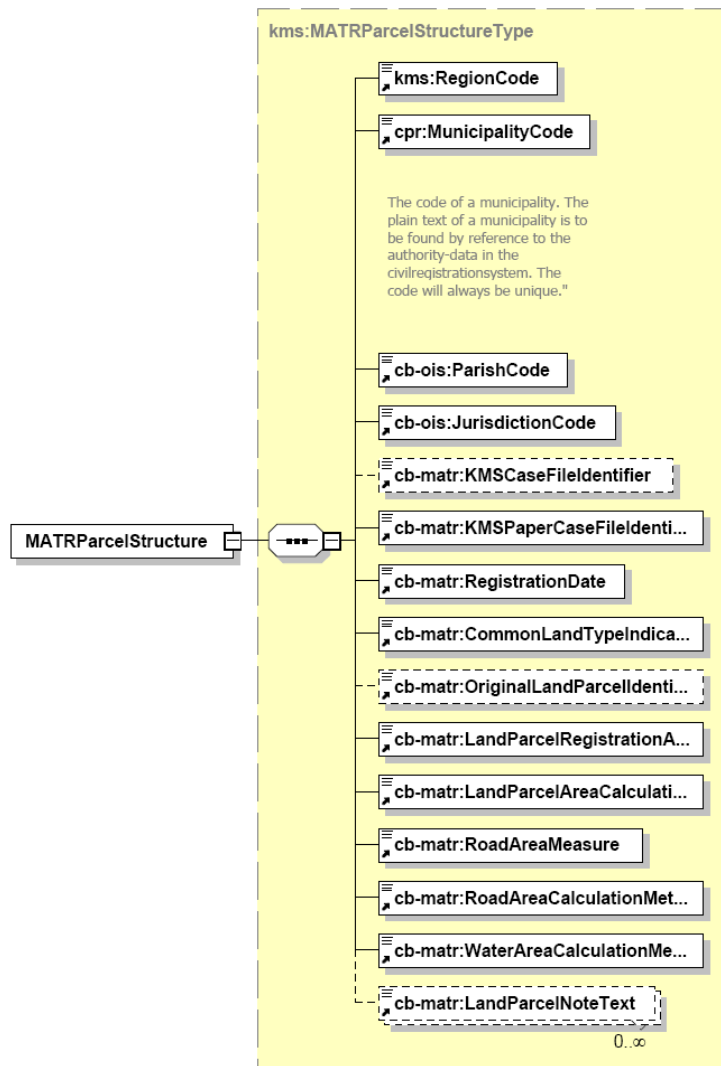 kms:MATRParcelStructureType
kms:RegionCode
cpr:MunicipalityCode
The code of a municipality. The
plain text of a municipality is to
be found by reference to the
authority-data in the
civilregistrationsystem. The
code will always be unique."
cb-ois:ParishCode
cb-ois:JurisdictionCode
cb-matr:KMSCaseFileIdentifier
cb-matr:KMSPaperCaseFileIdenti...
MATRParcelStructure
cb-matr:RegistrationDate
cb-matr:CommonLandTypeIndica...
cb-matr:OriginalLandParcelIdenti...
cb-matr:LandParcelRegistrationA...
cb-matr:LandParcelAreaCalculati...
cb-matr:RoadAreaMeasure
cb-matr:RoadAreaCalculationMet...
cb-matr:WaterAreaCalculationMe...
cb-matr:LandParcelNoteText
0..∞